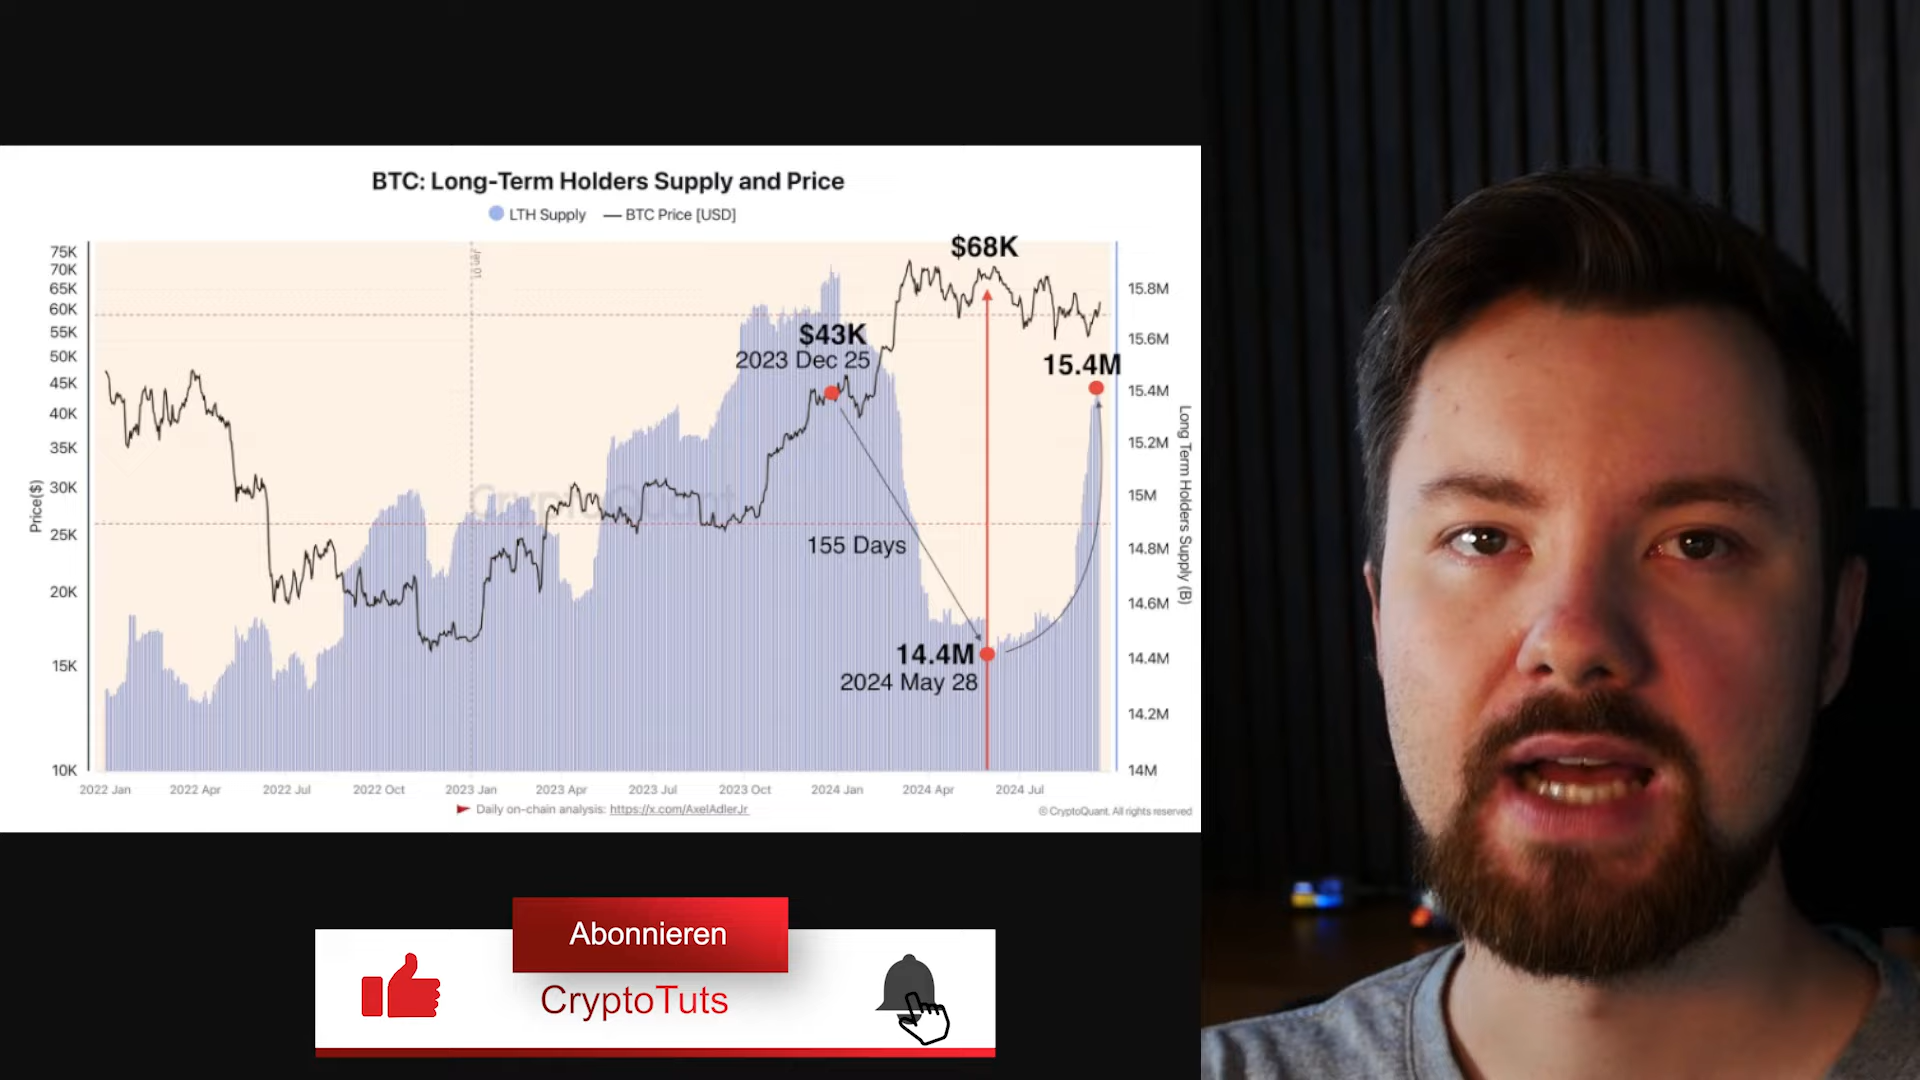 BTC: Long-Term Holders Supply and Price
LTH Supply BTC Price [USD]
75K
70K
65K
60K
55K
50K
45K
40K
35K
30K
25K
20K
15K
10K
Price($)
Jan 01
$68K
$43K
2023 Dec 25
15.4M
155 Days
14.4M
2024 May 28
CryptoQuant
15.8M
15.6M
15.4M
15.2M
15M
14.8M
14.6M
14.4M
14.2M
14M
Long Term Holders Supply (B)
2022 Jan 2022 Apr 2022 Jul 2022 Oct 2023 Jan 2023 Apr 2023 Jul 2023 Oct 2024 Jan 2024 Apr 2024 Jul
Daily on-chain analysis: https://x.com/AxelAdlerJr
© CryptoQuant. All rights reserved
Abonnieren
CryptoTuts